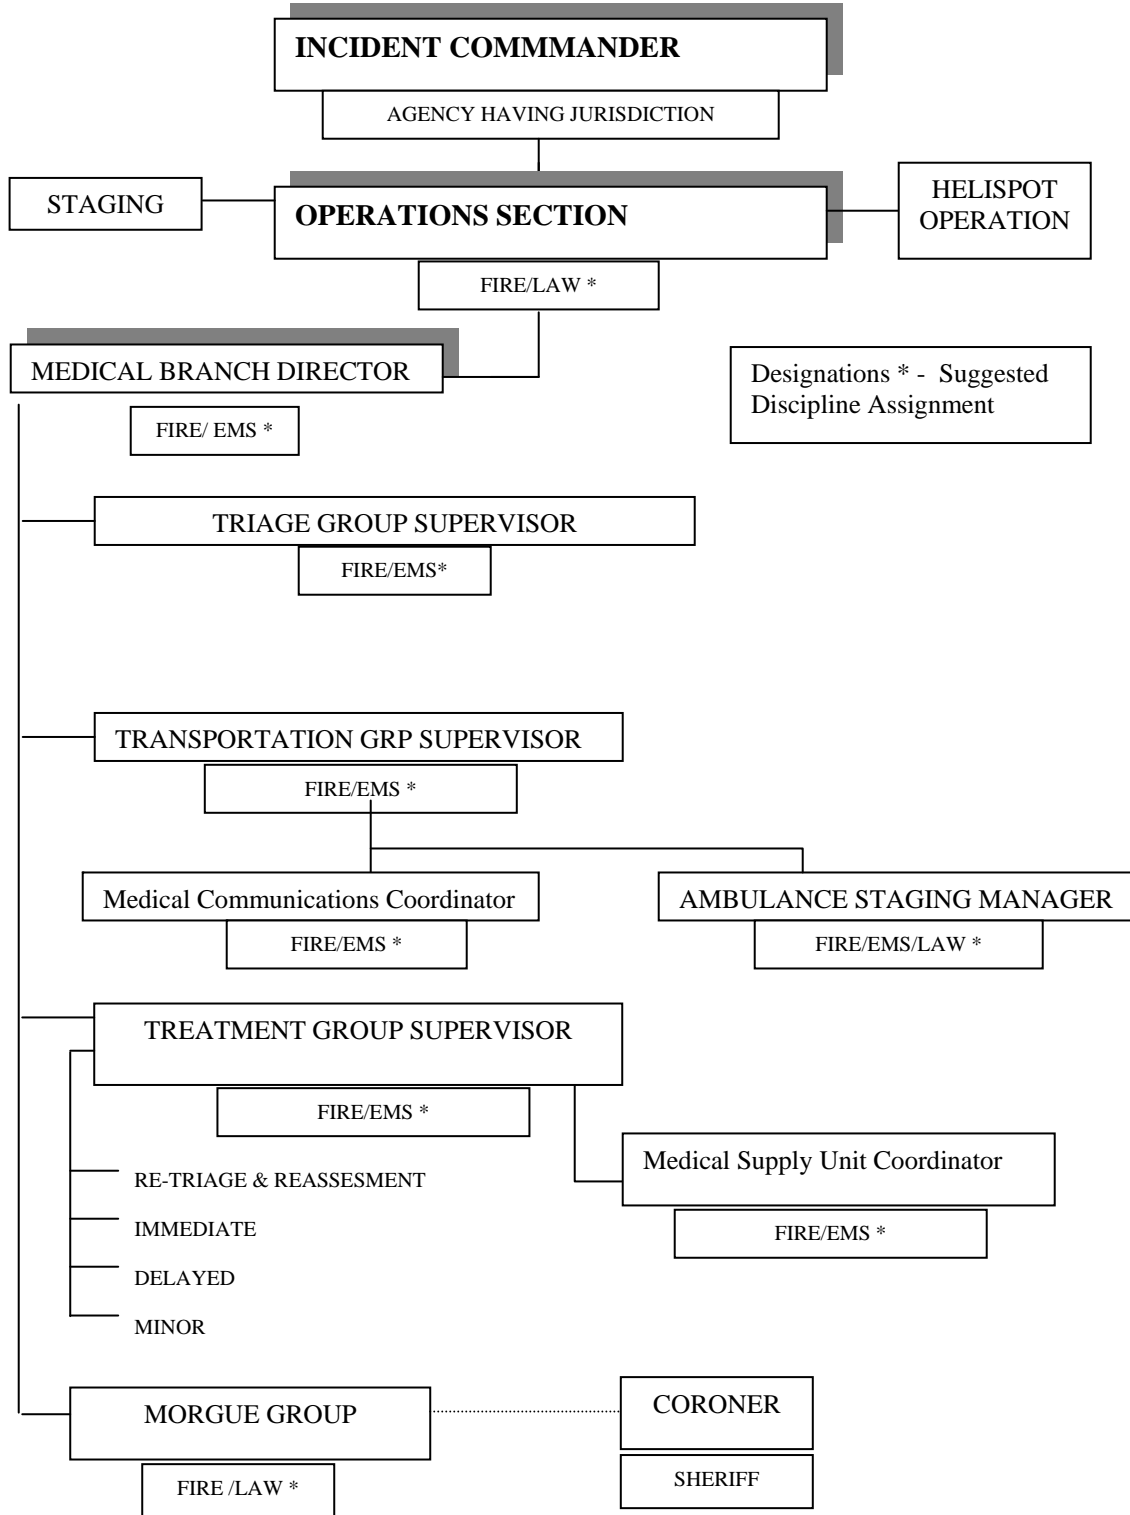 INCIDENT COMMMANDER
AGENCY HAVING JURISDICTION
STAGING
OPERATIONS SECTION
HELISPOT
OPERATION
FIRE/LAW *
MEDICAL BRANCH DIRECTOR
FIRE/ EMS *
Designations * -  Suggested
Discipline Assignment
TRIAGE GROUP SUPERVISOR
FIRE/EMS*
TRANSPORTATION GRP SUPERVISOR
FIRE/EMS *
Medical Communications Coordinator
FIRE/EMS *
AMBULANCE STAGING MANAGER
FIRE/EMS/LAW *
TREATMENT GROUP SUPERVISOR
FIRE/EMS *
Medical Supply Unit Coordinator
FIRE/EMS *
RE-TRIAGE & REASSESMENT
IMMEDIATE
DELAYED
MINOR
MORGUE GROUP
FIRE /LAW *
CORONER
SHERIFF